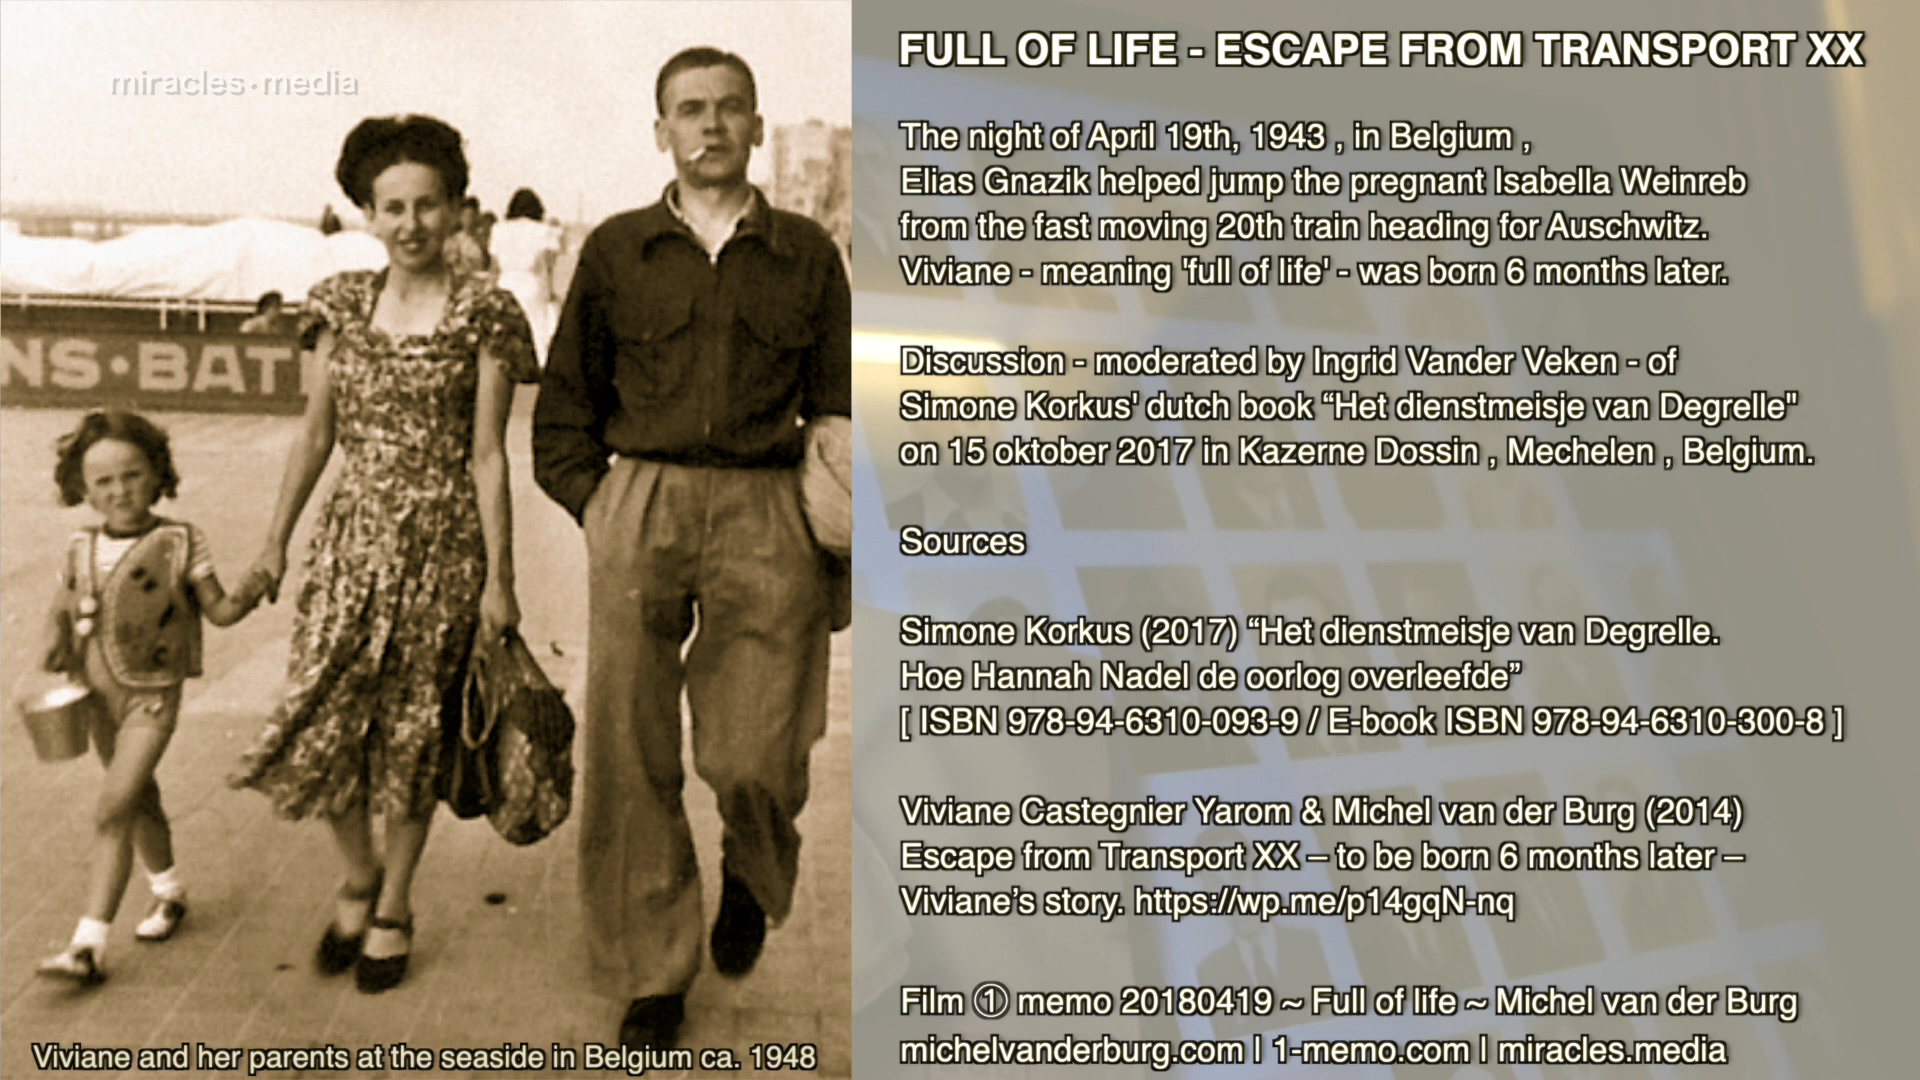 miracles·media
NS·BAT
Viviane and her parents at the seaside in Belgium ca. 1948
FULL OF LIFE - ESCAPE FROM TRANSPORT XX
The night of April 19th, 1943 , in Belgium ,
Elias Gnazik helped jump the pregnant Isabella Weinreb
from the fast moving 20th train heading for Auschwitz.
Viviane - meaning 'full of life' - was born 6 months later.
Discussion - moderated by Ingrid Vander Veken - of
Simone Korkus' dutch book “Het dienstmeisje van Degrelle"
on 15 oktober 2017 in Kazerne Dossin , Mechelen , Belgium.
Sources
Simone Korkus (2017) “Het dienstmeisje van Degrelle.
Hoe Hannah Nadel de oorlog overleefde”
[ ISBN 978-94-6310-093-9 / E-book ISBN 978-94-6310-300-8 ]
Viviane Castegnier Yarom & Michel van der Burg (2014)
Escape from Transport XX – to be born 6 months later –
Viviane’s story. https://wp.me/p14gqN-nq
Film ① memo 20180419 ~ Full of life ~ Michel van der Burg
michelvanderburg.com | 1-memo.com | miracles.media